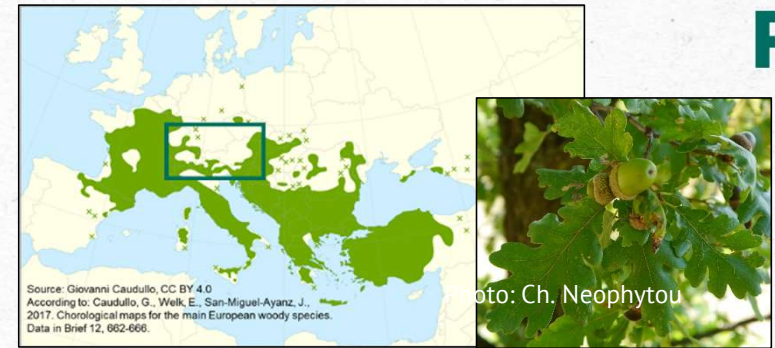 Source: Giovanni Caudullo, CC BY 4.0
According to: Caudullo, G., Welk, E., San-Miguel-Ayanz, J.,
2017. Chorological maps for the main European woody species.
Data in Brief 12, 662-666.
Photo: Ch. Neophytou